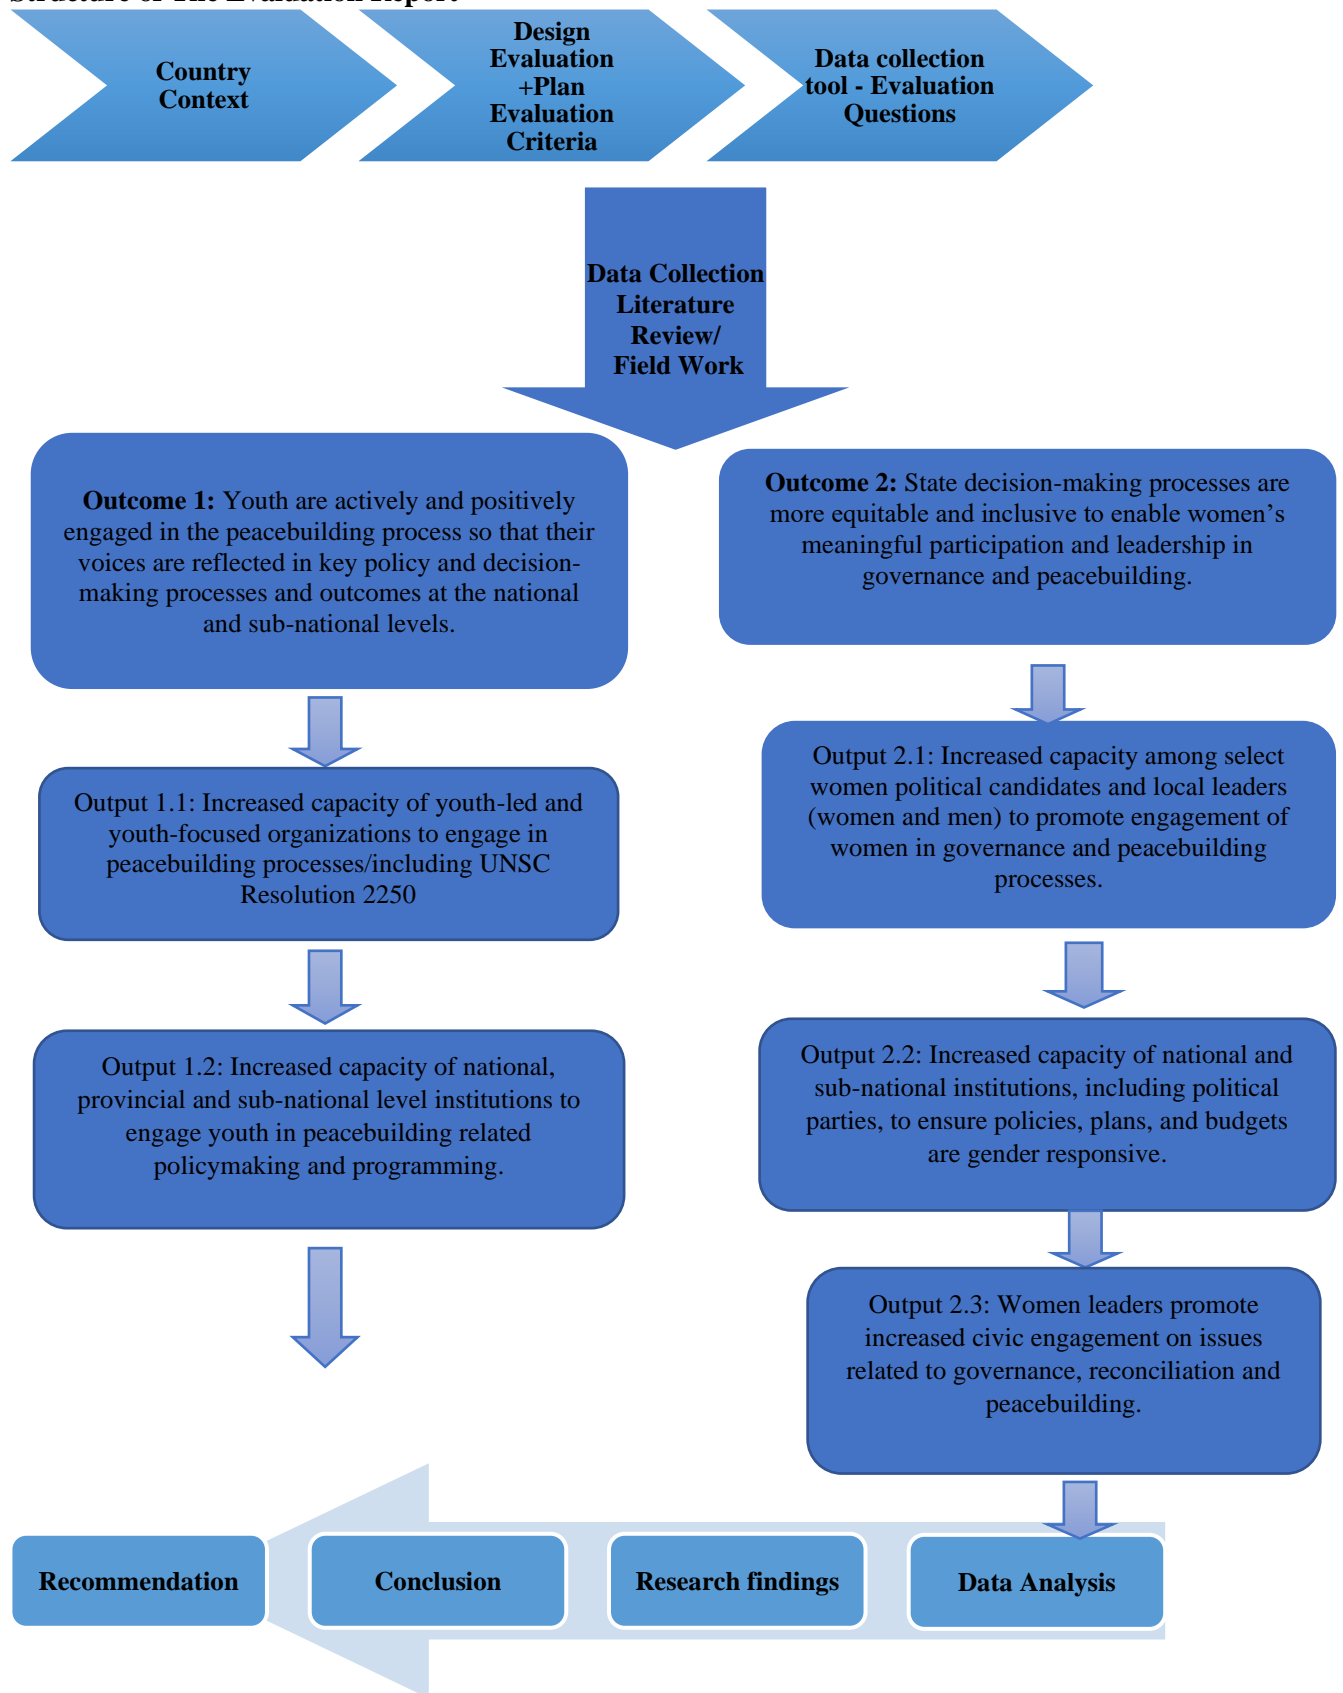 Structure of The Evaluation Report
Country
Context
Design
Evaluation
+Plan
Evaluation
Criteria
Data collection
tool - Evaluation
Questions
Data Collection
Literature
Review/
Field Work
Outcome 1: Youth are actively and positively
engaged in the peacebuilding process so that their
voices are reflected in key policy and decision-
making processes and outcomes at the national
and sub-national levels.
Outcome 2: State decision-making processes are
more equitable and inclusive to enable women’s
meaningful participation and leadership in
governance and peacebuilding.
Output 1.1: Increased capacity of youth-led and
youth-focused organizations to engage in
peacebuilding processes/including UNSC
Resolution 2250
Output 2.1: Increased capacity among select
women political candidates and local leaders
(women and men) to promote engagement of
women in governance and peacebuilding
processes.
Output 1.2: Increased capacity of national,
provincial and sub-national level institutions to
engage youth in peacebuilding related
policymaking and programming.
Output 2.2: Increased capacity of national and
sub-national institutions, including political
parties, to ensure policies, plans, and budgets
are gender responsive.
Output 2.3: Women leaders promote
increased civic engagement on issues
related to governance, reconciliation and
peacebuilding.
Recommendation
Conclusion
Research findings
Data Analysis